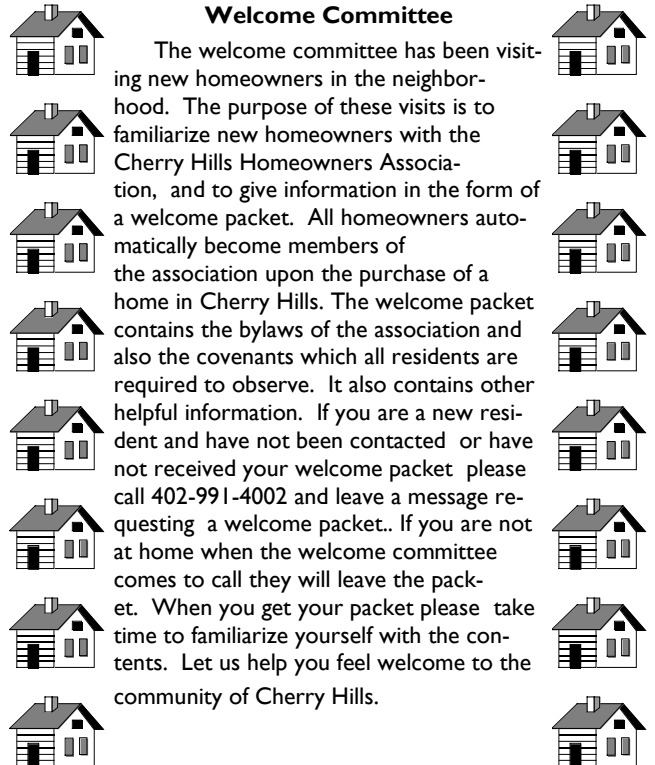 Welcome Committee
The welcome committee has been visit-
ing new homeowners in the neighbor-
hood.  The purpose of these visits is to
familiarize new homeowners with the
Cherry Hills Homeowners Associa-
tion,  and to give information in the form of
a welcome packet.  All homeowners auto-
matically become members of
the association upon the purchase of a
home in Cherry Hills. The welcome packet
contains the bylaws of the association and
also the covenants which all residents are
required to observe.  It also contains other
helpful information.  If you are a new resi-
dent and have not been contacted  or have
not received your welcome packet  please
call 402-991-4002 and leave a message re-
questing  a welcome packet.. If you are not
at home when the welcome committee
comes to call they will leave the pack-
et.  When you get your packet please  take
time to familiarize yourself with the con-
tents.  Let us help you feel welcome to the
community of Cherry Hills.